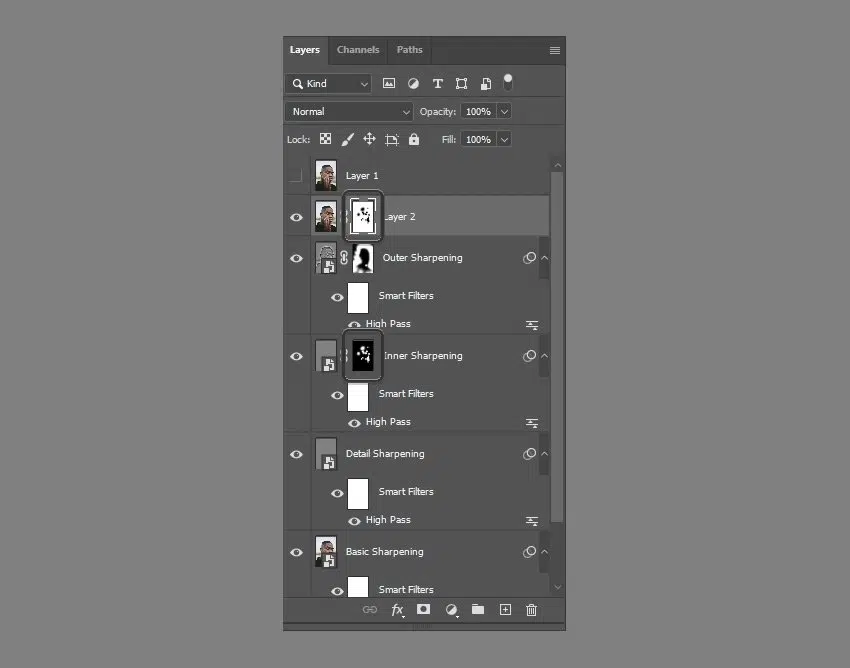 Layers Channels Paths
Kind
Normal Opacity: 100%
Lock: Fill: 100%
Layer 1
Layer 2
Outer Sharpening
Smart Filters
High Pass
Inner Sharpening
Smart Filters
High Pass
Detail Sharpening
Smart Filters
High Pass
Basic Sharpening
Smart Filters
fx